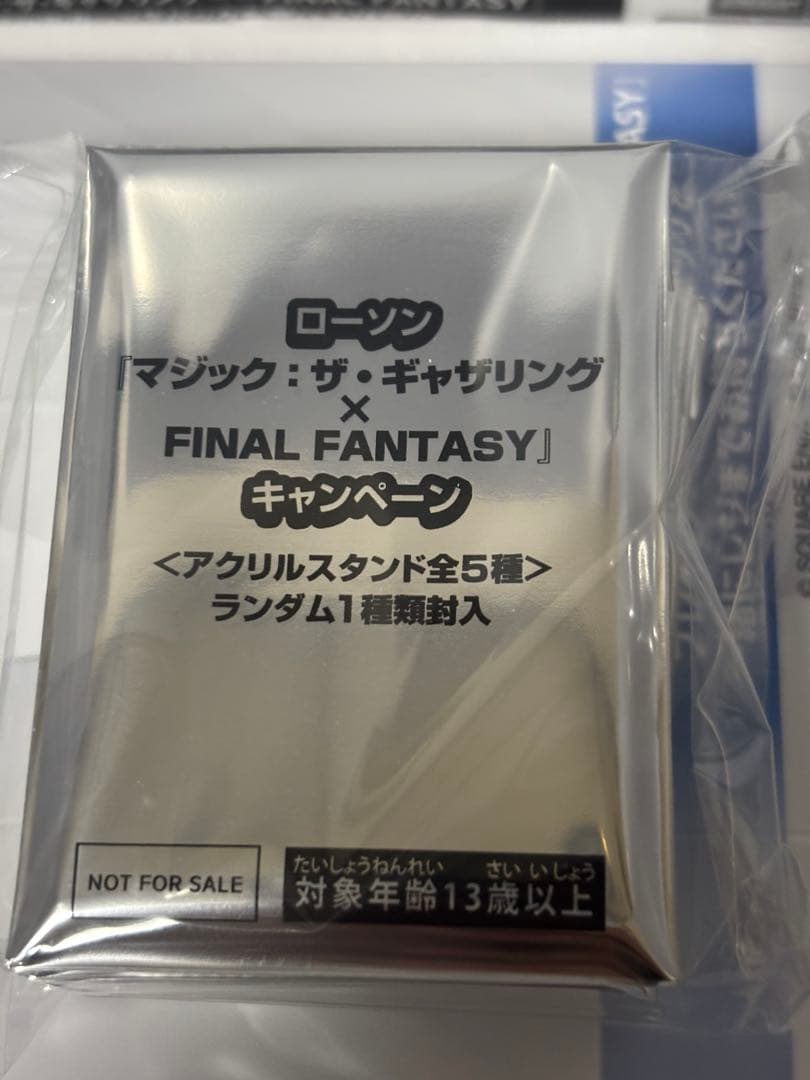 FINAL FANTASY
ローソン
『マジック：ザ・ギャザリング
×
FINAL FANTASY』
キャンペーン
＜アクリルスタンド全5種＞
ランダム1種類封入
NOT FOR SALE
たいしょうねんれい さいいじょう
対象年齢13歳以上